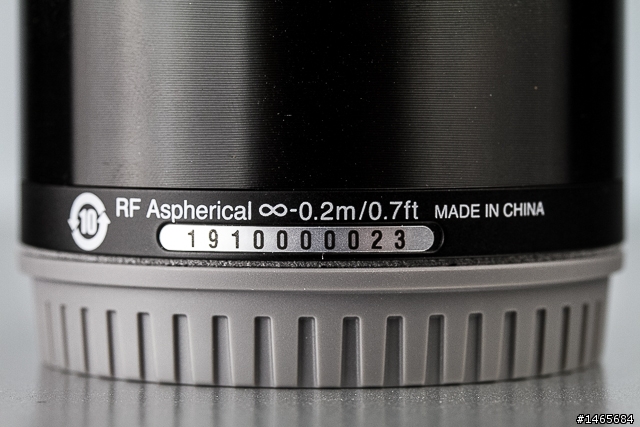 10 RF Aspherical ∞-0.2m/0.7ft MADE IN CHINA
1910000023
#1465684